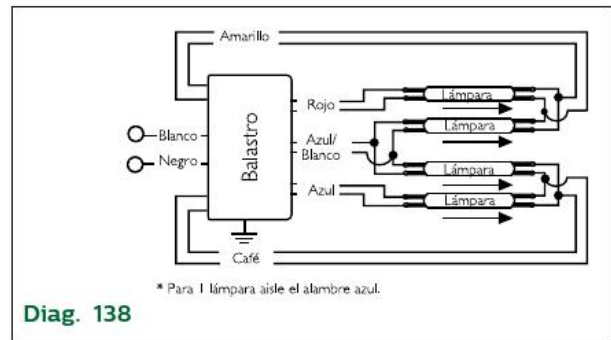 Amarillo
Rojo
Lámpara
Lámpara
Blanco
Azul/
Blanco
Balastro
Negro
Lámpara
Azul
Lámpara
Café
* Para 1 lámpara aisle el alambre azul.
Diag. 138